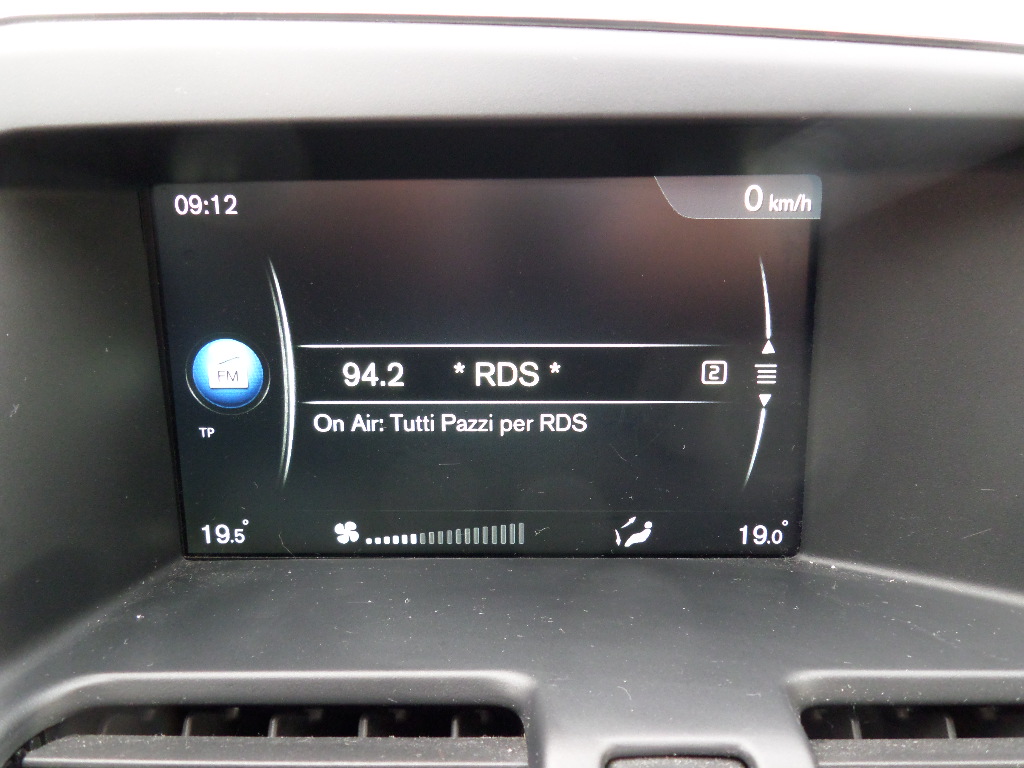 09:12
0 km/h
FM
94.2 * RDS * 2
TP
On Air: Tutti Pazzi per RDS
19.5°
19.0°